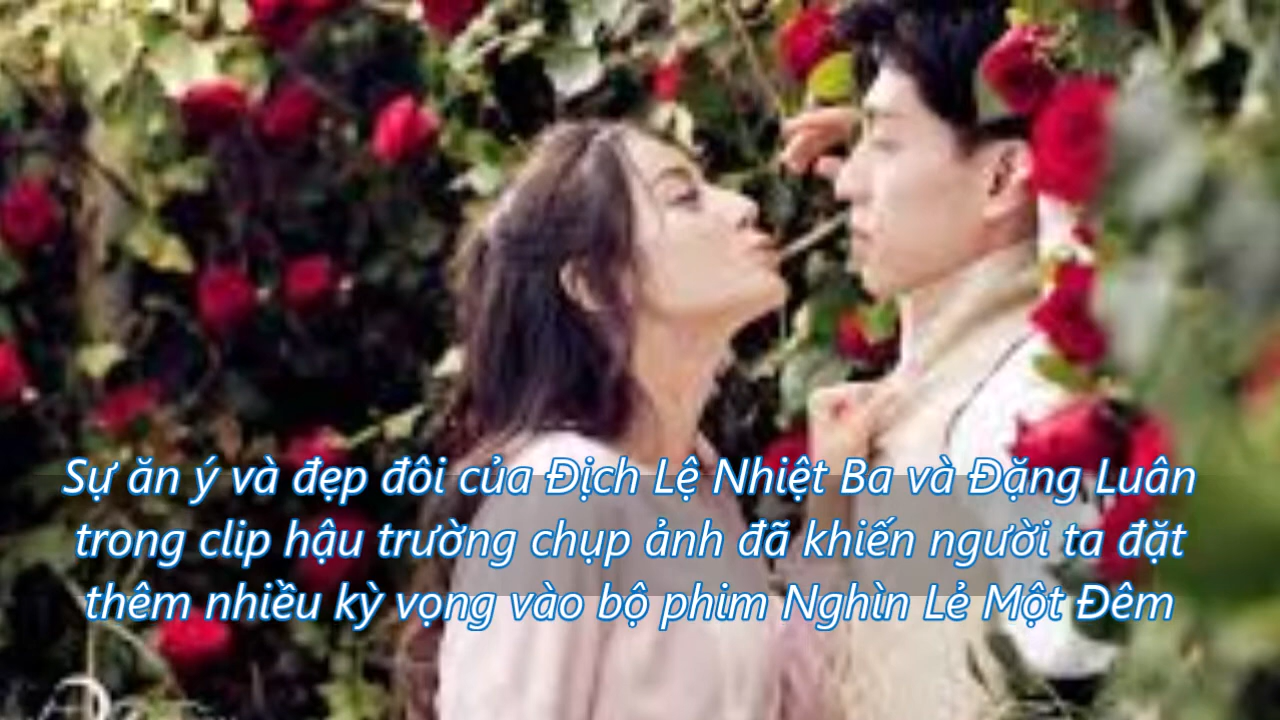 Sự ăn ý và đẹp đôi của Địch Lệ Nhiệt Ba và Đặng Luân
trong clip hậu trường chụp ảnh đã khiến người ta đặt
thêm nhiều kỳ vọng vào bộ phim Nghìn Lẻ Một Đêm